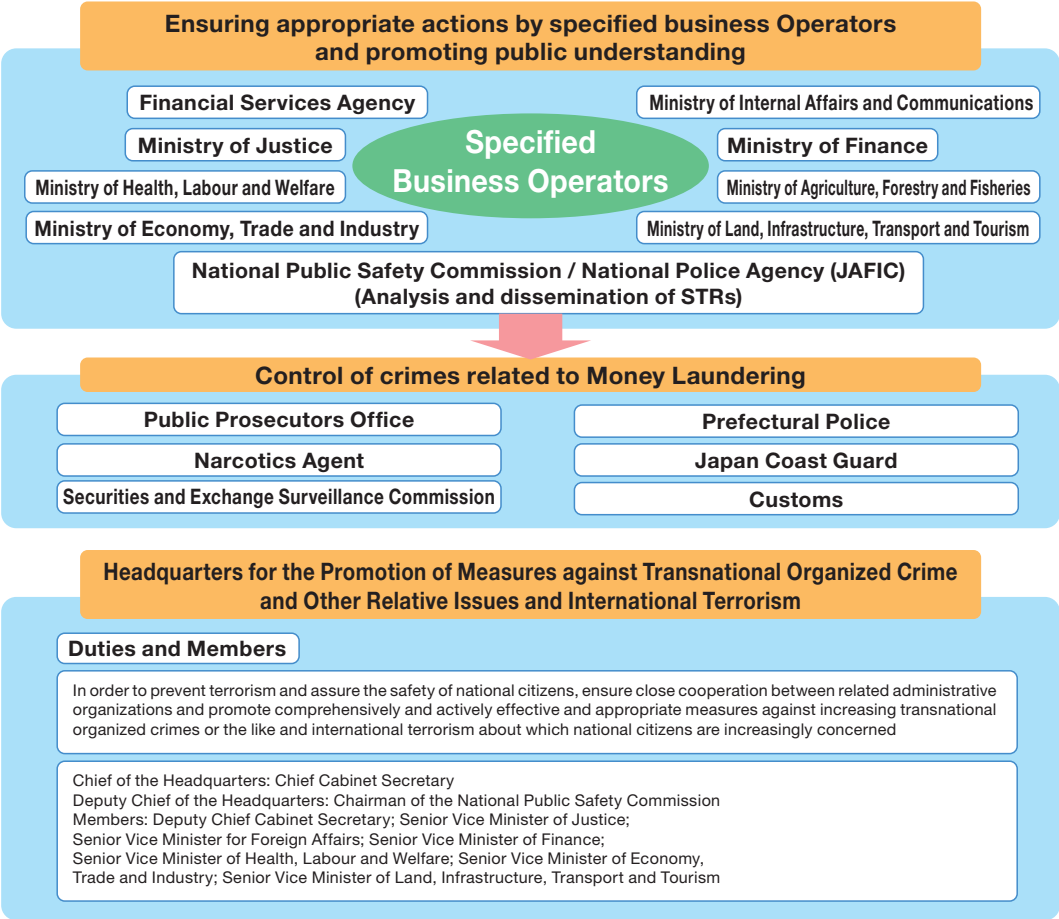 Ensuring appropriate actions by specified business Operators
and promoting public understanding
Financial Services Agency
Ministry of Internal Affairs and Communications
Ministry of Justice
Specified
Business Operators
Ministry of Finance
Ministry of Health, Labour and Welfare
Ministry of Agriculture, Forestry and Fisheries
Ministry of Economy, Trade and Industry
Ministry of Land, Infrastructure, Transport and Tourism
National Public Safety Commission / National Police Agency (JAFIC)
(Analysis and dissemination of STRs)
Control of crimes related to Money Laundering
Public Prosecutors Office
Prefectural Police
Narcotics Agent
Japan Coast Guard
Securities and Exchange Surveillance Commission
Customs
Headquarters for the Promotion of Measures against Transnational Organized Crime
and Other Relative Issues and International Terrorism
Duties and Members
In order to prevent terrorism and assure the safety of national citizens, ensure close cooperation between related administrative
organizations and promote comprehensively and actively effective and appropriate measures against increasing transnational
organized crimes or the like and international terrorism about which national citizens are increasingly concerned
Chief of the Headquarters: Chief Cabinet Secretary
Deputy Chief of the Headquarters: Chairman of the National Public Safety Commission
Members: Deputy Chief Cabinet Secretary; Senior Vice Minister of Justice;
Senior Vice Minister for Foreign Affairs; Senior Vice Minister of Finance;
Senior Vice Minister of Health, Labour and Welfare; Senior Vice Minister of Economy,
Trade and Industry; Senior Vice Minister of Land, Infrastructure, Transport and Tourism